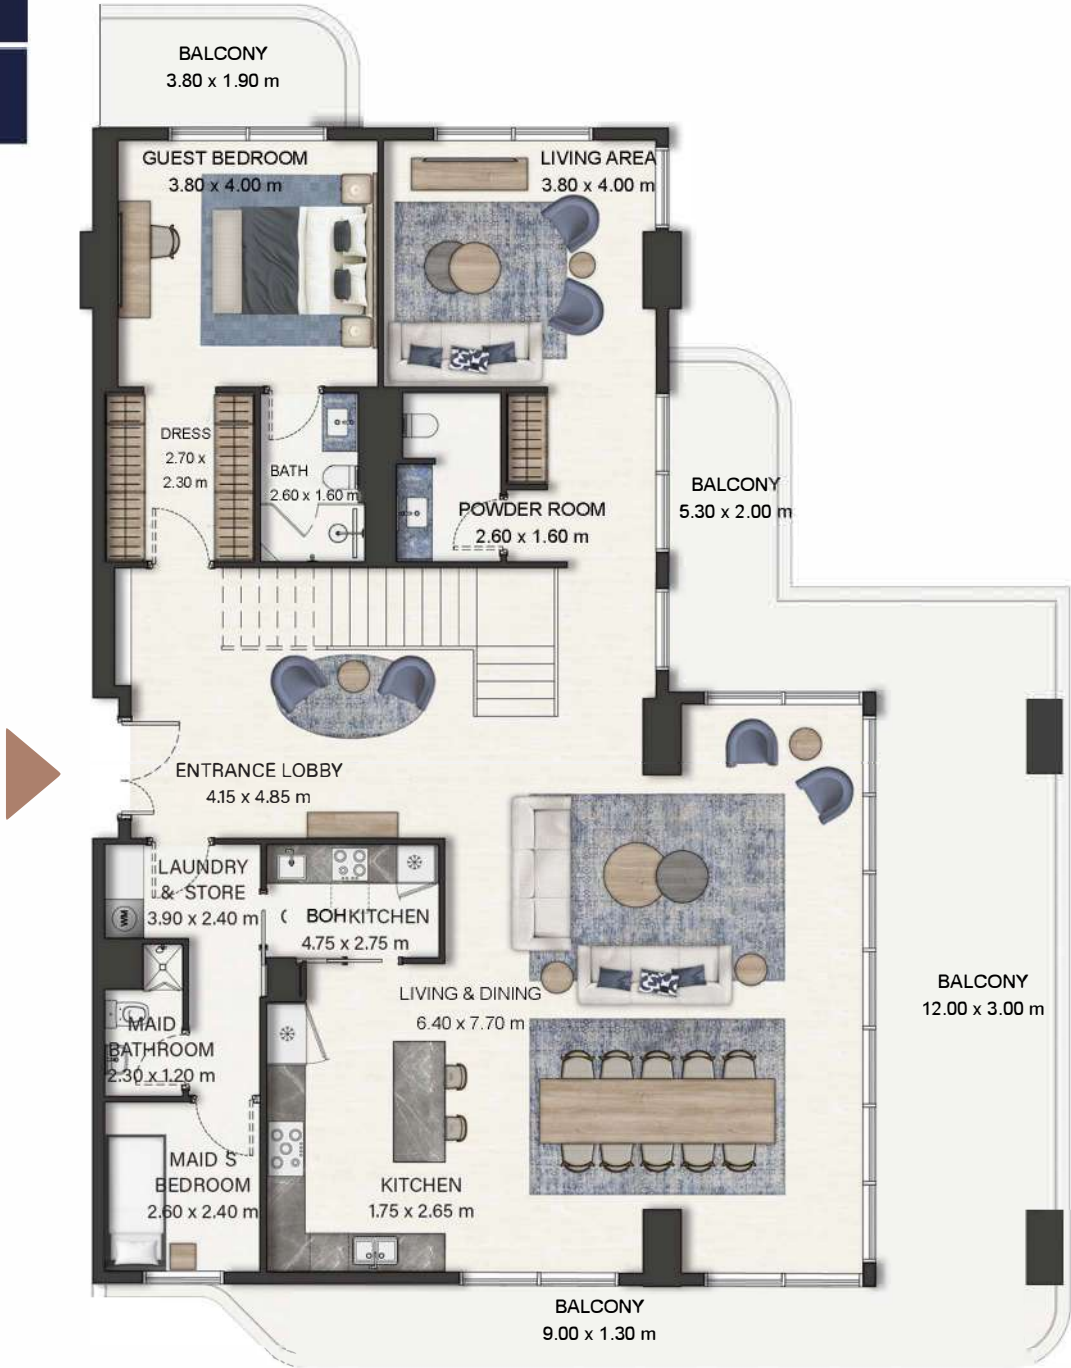 BALCONY
3.80 x 1.90 m
GUEST BEDROOM
3.80 x 4.00 m
LIVING AREA
3.80 x 4.00 m
DRESS
2.70 x
2.30 m
BATH
2.60 x 1.60 m
POWDER ROOM
2.60 x 1.60 m
BALCONY
5.30 x 2.00 m
ENTRANCE LOBBY
4.15 x 4.85 m
LAUNDRY
& STORE
3.90 x 2.40 m
WM
( BOH KITCHEN
4.75 x 2.75 m
LIVING & DINING
6.40 x 7.70 m
BALCONY
12.00 x 3.00 m
MAID
BATHROOM
2.30 x 1.20 m
MAID S
BEDROOM
2.60 x 2.40 m
KITCHEN
1.75 x 2.65 m
BALCONY
9.00 x 1.30 m